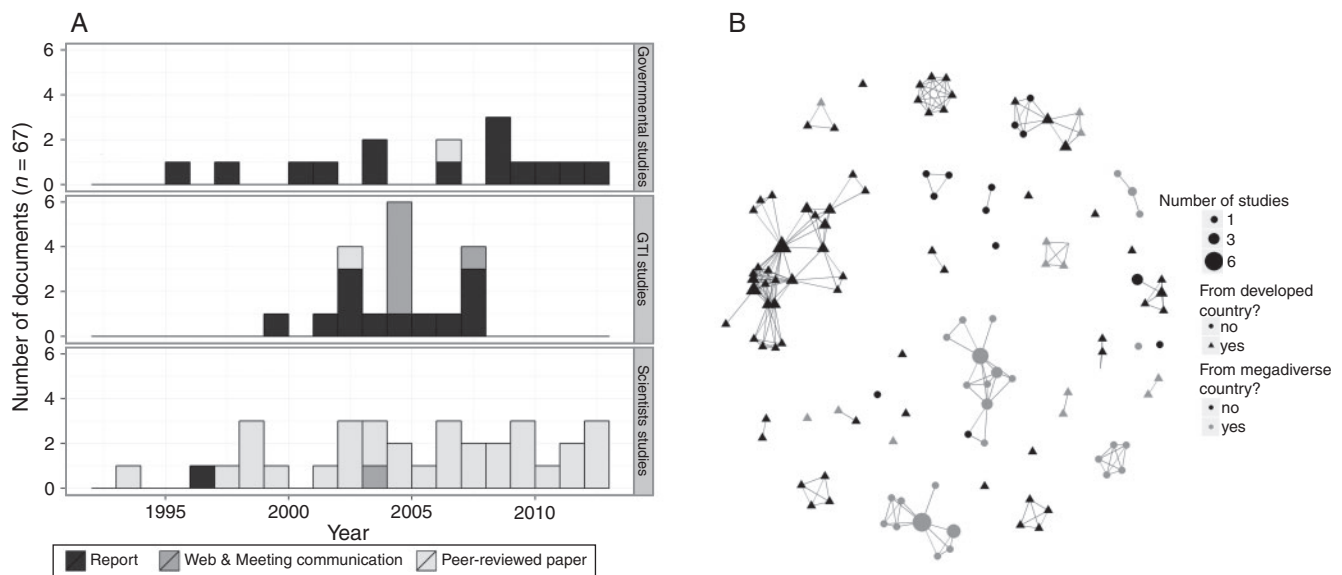 A
Number of documents (n = 67)
6
4
2
0
Governmental studies
6
4
2
0
GTI studies
6
4
2
0
Scientists studies
1995
2000
2005
2010
Year
Report
Web & Meeting communication
Peer-reviewed paper
B
Number of studies
1
3
6
From developed
country?
no
yes
From megadiverse
country?
no
yes